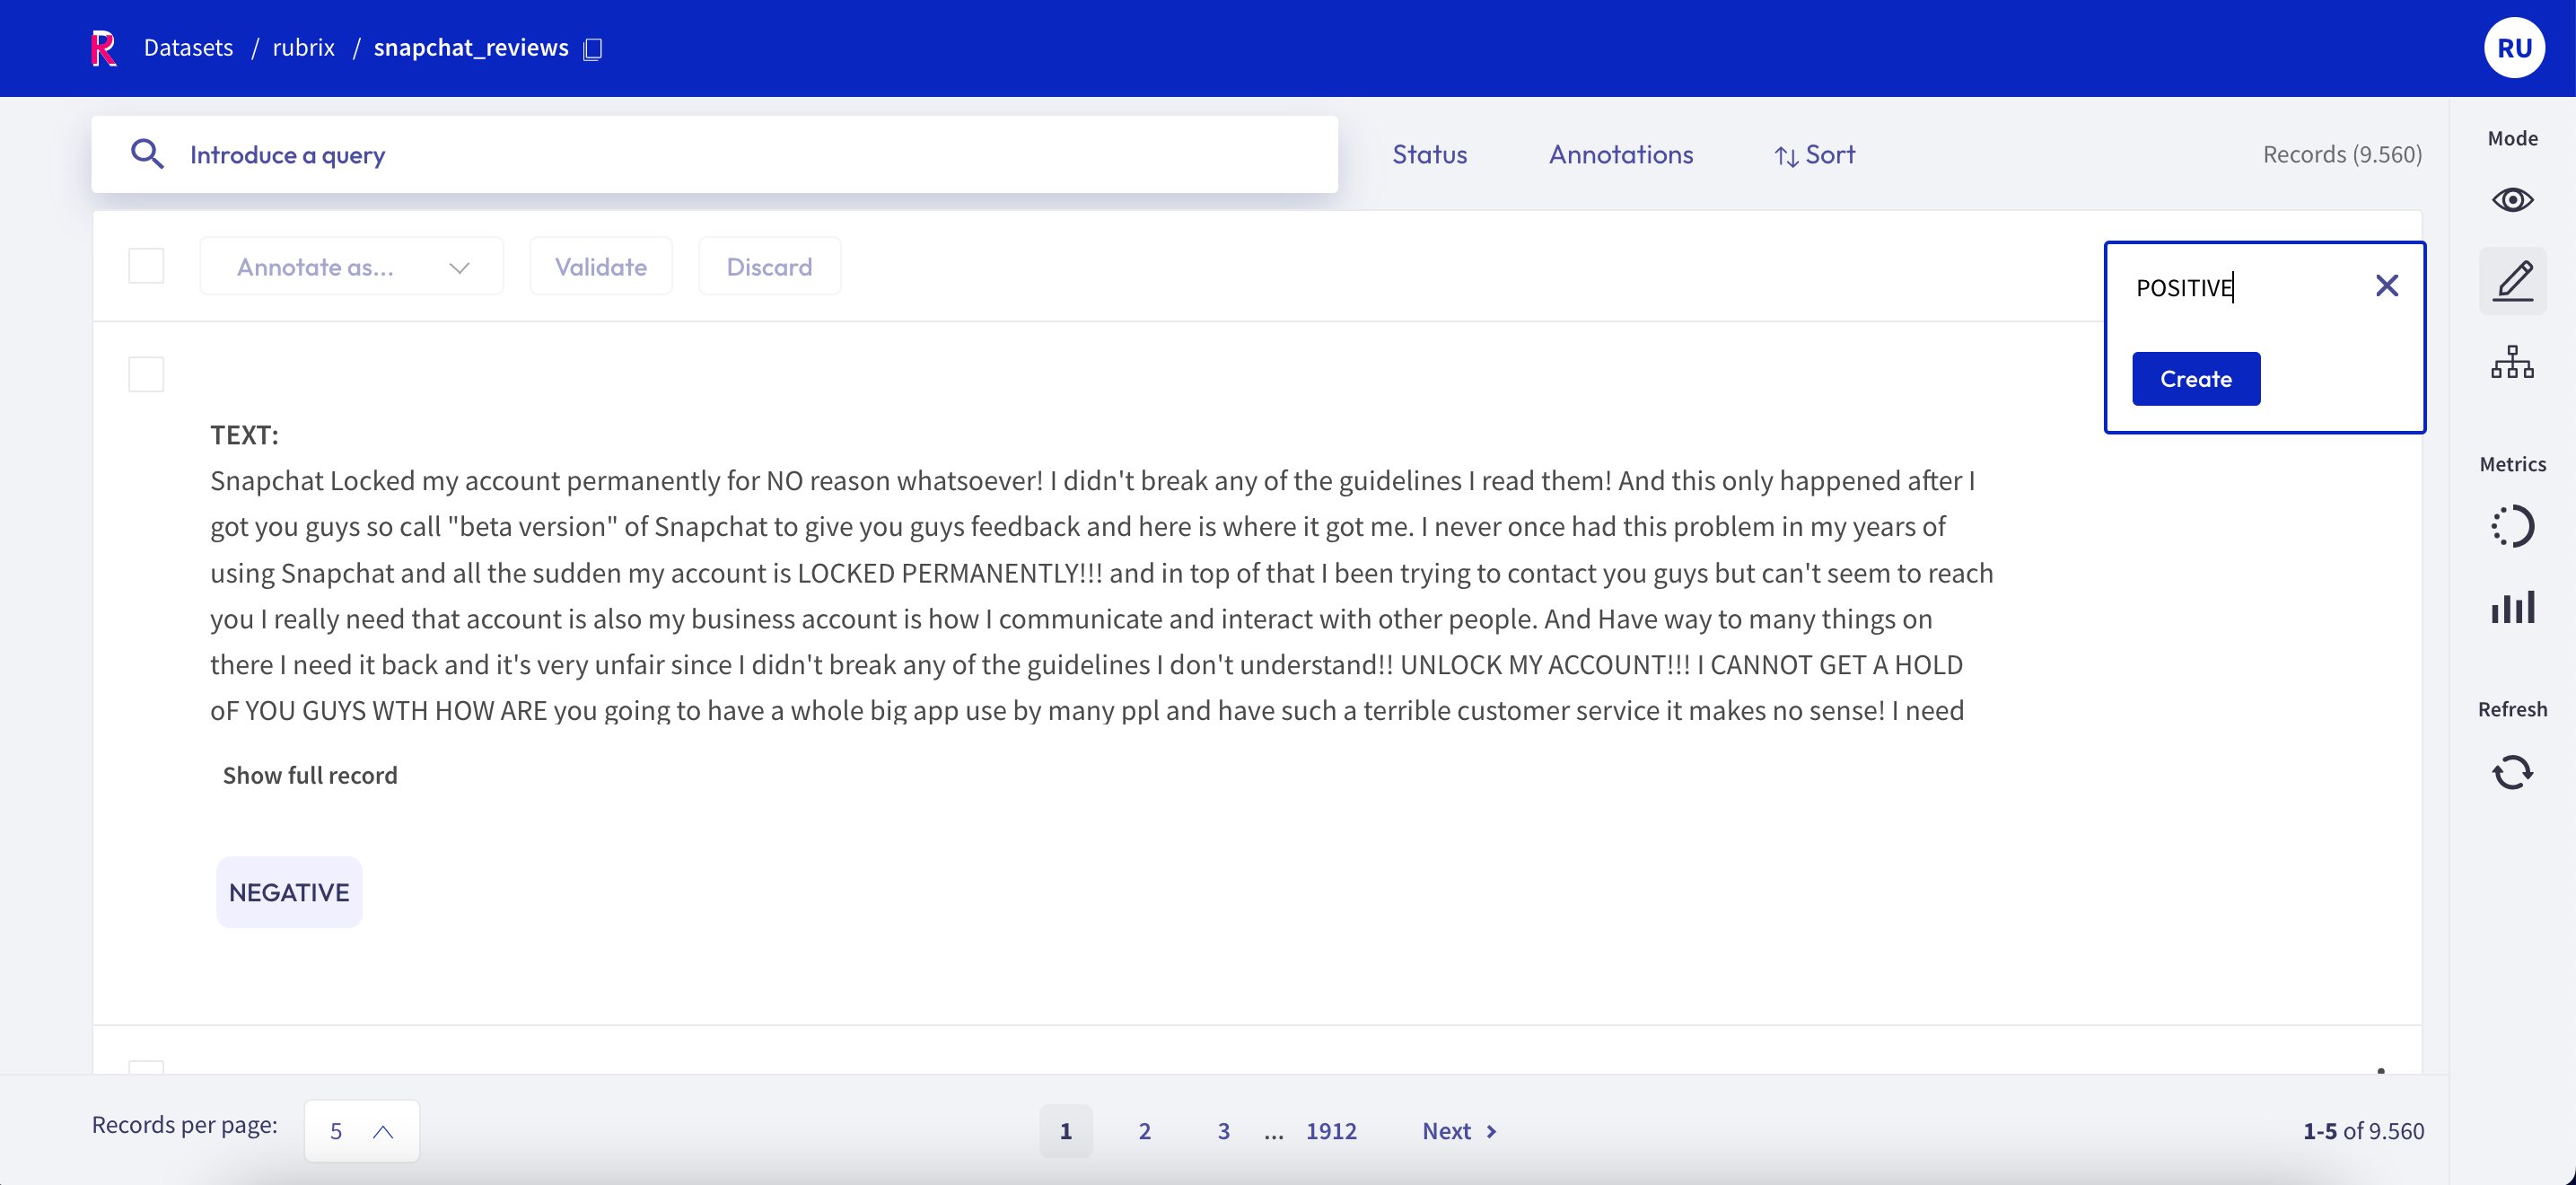 R Datasets / rubrix / snapchat_reviews
RU
Introduce a query
Status
Annotations
Sort
Records (9.560)
Mode
Annotate as...
Validate
Discard
POSITIVE
Create
TEXT:
Snapchat Locked my account permanently for NO reason whatsoever! I didn't break any of the guidelines I read them! And this only happened after I
got you guys so call "beta version" of Snapchat to give you guys feedback and here is where it got me. I never once had this problem in my years of
using Snapchat and all the sudden my account is LOCKED PERMANENTLY!!! and in top of that I been trying to contact you guys but can't seem to reach
you I really need that account is also my business account is how I communicate and interact with other people. And Have way to many things on
there I need it back and it's very unfair since I didn't break any of the guidelines I don't understand!! UNLOCK MY ACCOUNT!!! I CANNOT GET A HOLD
oF YOU GUYS WTH HOW ARE you going to have a whole big app use by many ppl and have such a terrible customer service it makes no sense! I need
Show full record
NEGATIVE
Metrics
Refresh
Records per page:
5
1 2 3 ... 1912 Next >
1-5 of 9.560